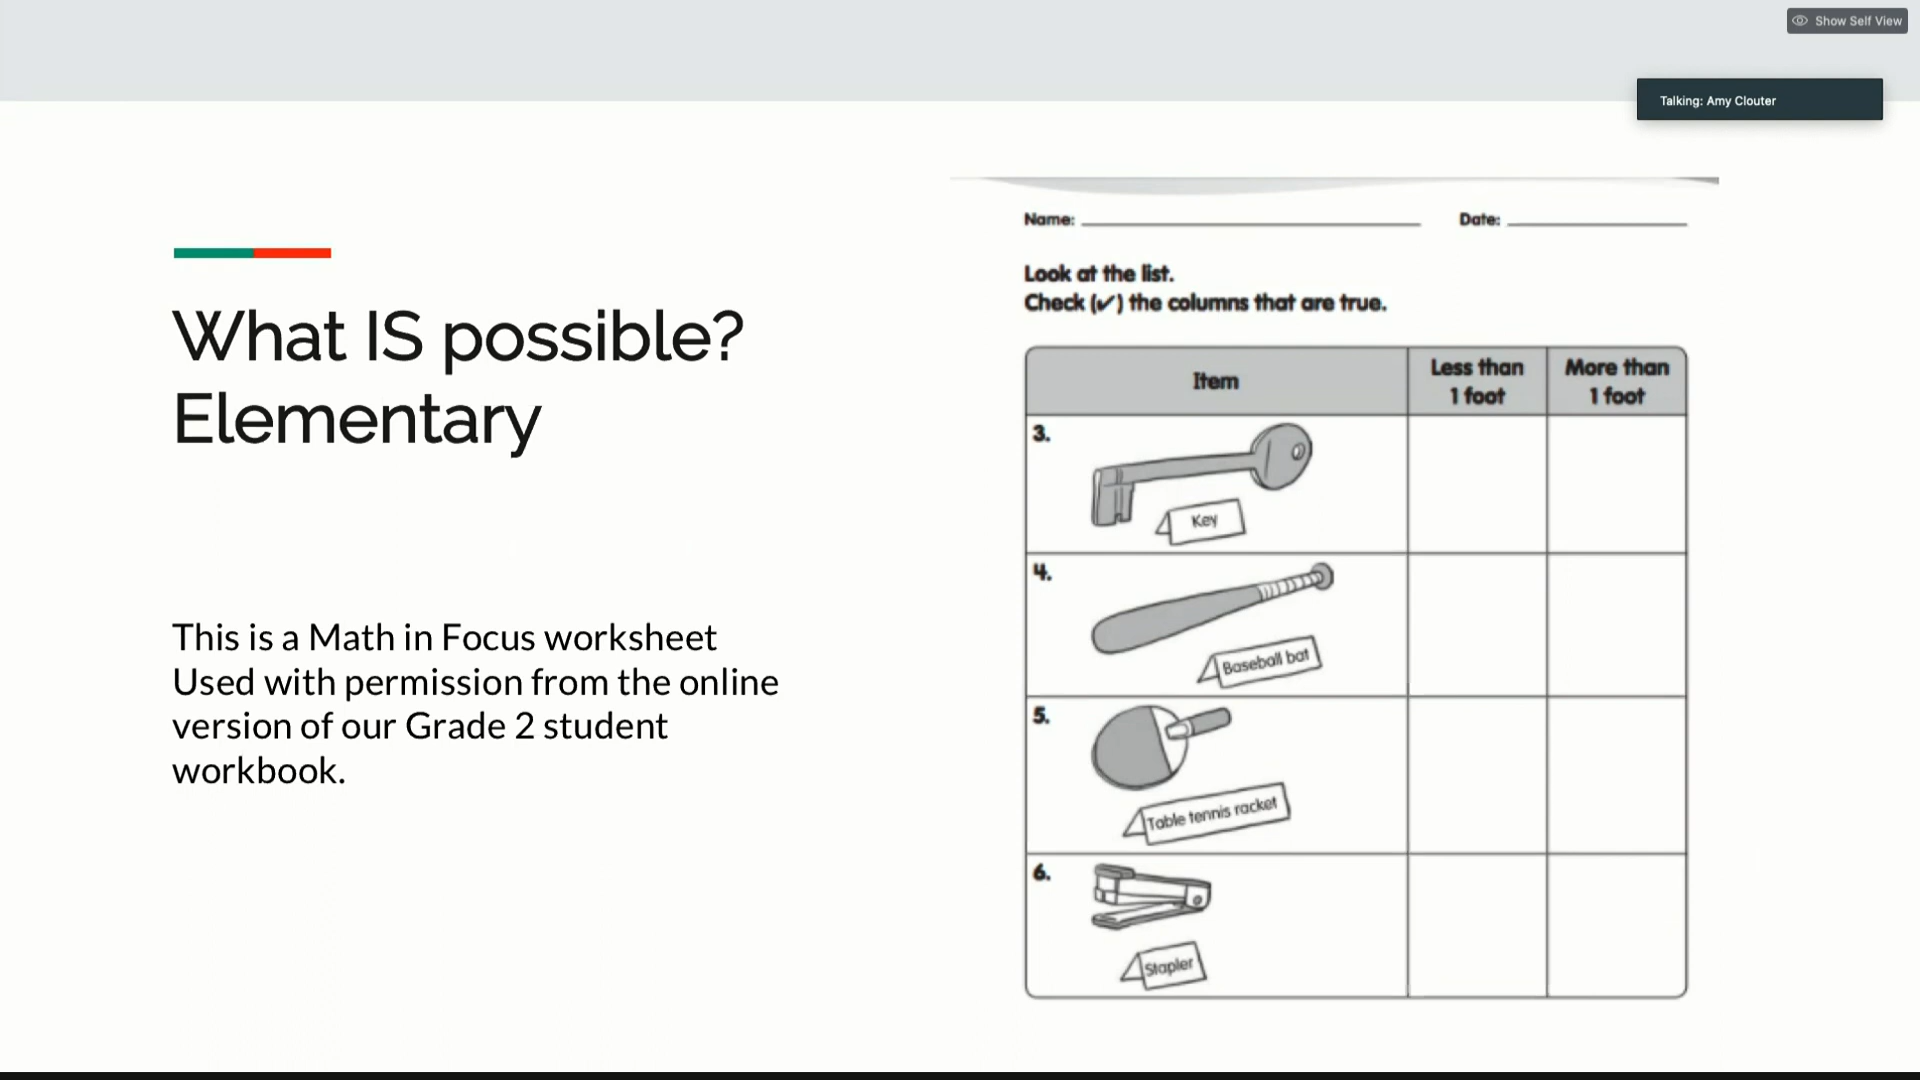 Show Self View
Talking: Amy Clouter
What IS possible?
Elementary
This is a Math in Focus worksheet
Used with permission from the online
version of our Grade 2 student
workbook.
Name:
Date:
Look at the list.
Check (✔) the columns that are true.
Item
Less than
1 foot
More than
1 foot
3.
Key
4.
Baseball bat
5.
Table tennis racket
6.
Stapler